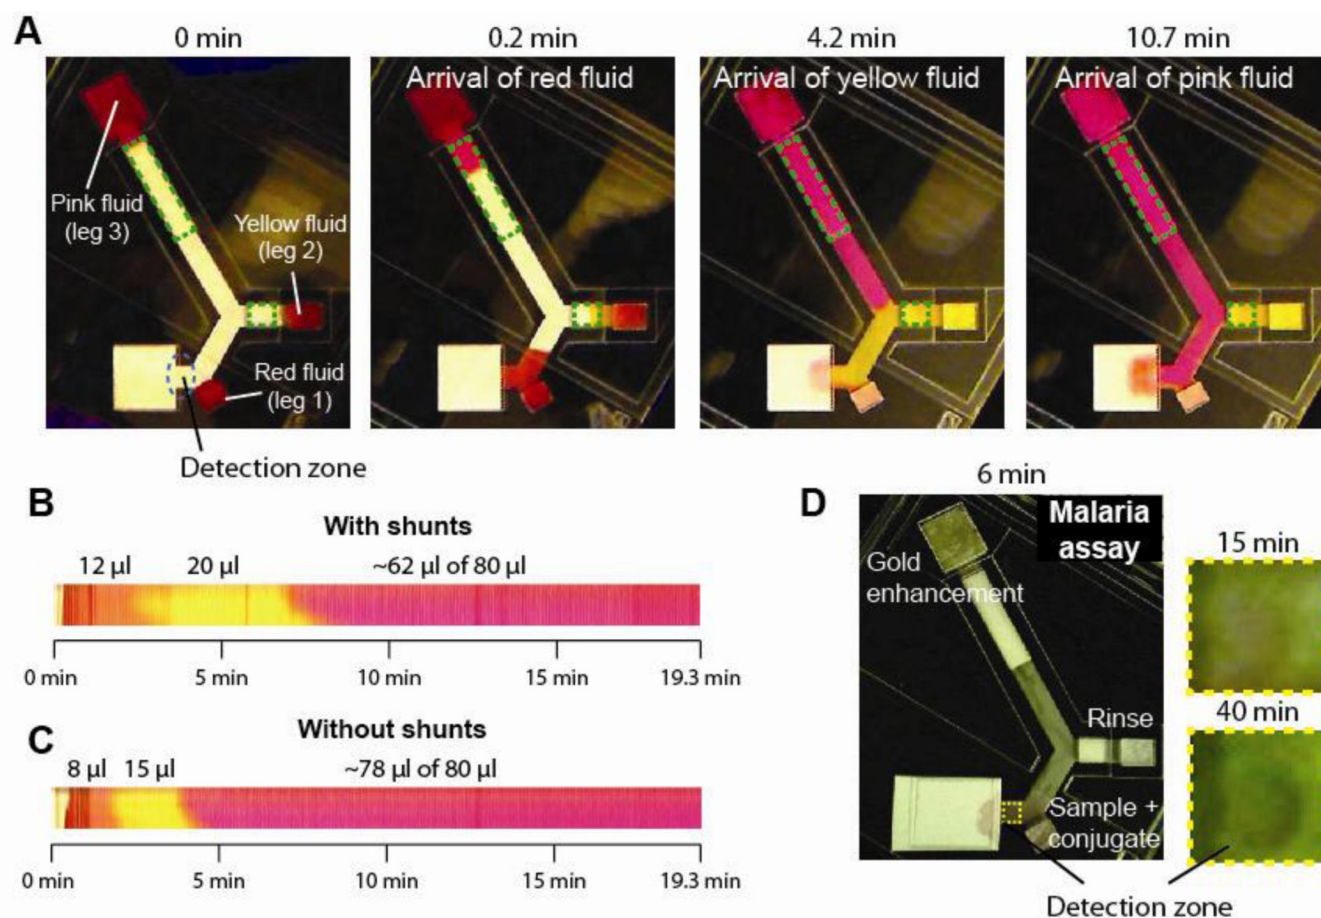 A
0 min
0.2 min
4.2 min
10.7 min
Arrival of red fluid
Arrival of yellow fluid
Arrival of pink fluid
Pink fluid
(leg 3)
Yellow fluid
(leg 2)
Red fluid
(leg 1)
Detection zone
B
With shunts
12 µl
20 µl
~62 µl of 80 µl
0 min
5 min
10 min
15 min
19.3 min
C
Without shunts
8 µl
15 µl
~78 µl of 80 µl
0 min
5 min
10 min
15 min
19.3 min
D
6 min
Malaria
assay
Gold
enhancement
Rinse
Sample +
conjugate
15 min
40 min
Detection zone